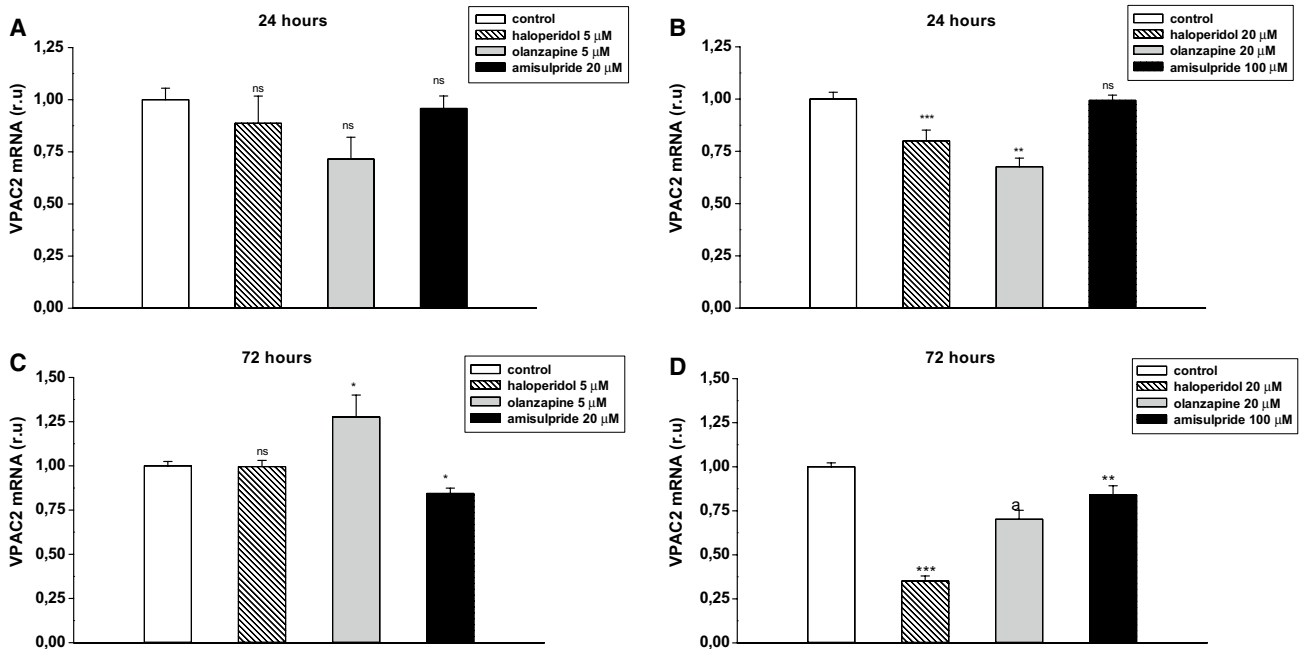 A
24 hours
control
haloperidol 5 μM
olanzapine 5 μM
amisulpride 20 μM
VPAC2 mRNA (r.u)
1,25
1,00
0,75
0,50
0,25
0,00
ns
ns
ns
B
24 hours
control
haloperidol 20 μM
olanzapine 20 μM
amisulpride 100 μM
VPAC2 mRNA (r.u)
1,25
1,00
0,75
0,50
0,25
0,00
***
**
ns
C
72 hours
control
haloperidol 5 μM
olanzapine 5 μM
amisulpride 20 μM
VPAC2 mRNA (r.u)
1,50
1,25
1,00
0,75
0,50
0,25
0,00
ns
*
*
D
72 hours
control
haloperidol 20 μM
olanzapine 20 μM
amisulpride 100 μM
VPAC2 mRNA (r.u)
1,50
1,25
1,00
0,75
0,50
0,25
0,00
***
a
**